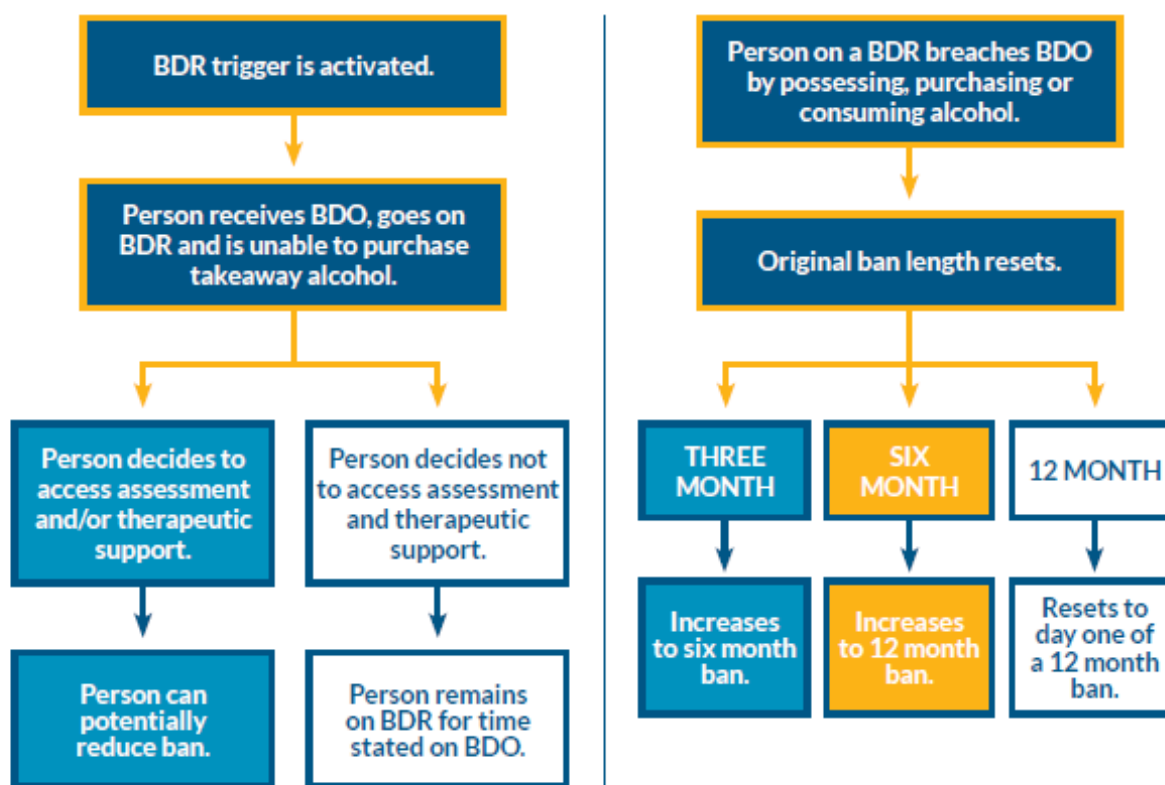 BDR trigger is activated.
Person receives BDO, goes on
BDR and is unable to purchase
takeaway alcohol.
Person decides to
access assessment
and/or therapeutic
support.
Person decides not
to access assessment
and therapeutic
support.
Person can
potentially
reduce ban.
Person remains
on BDR for time
stated on BDO.
Person on a BDR breaches BDO
by possessing, purchasing or
consuming alcohol.
Original ban length resets.
THREE
MONTH
SIX
MONTH
12 MONTH
Increases
to six month
ban.
Increases
to 12 month
ban.
Resets to
day one of
a 12 month
ban.